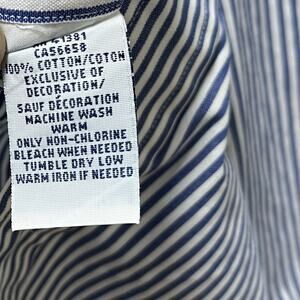 41381
CA56658
100% COTTON/COTON
EXCLUSIVE OF
DECORATION/
SAUF DÉCORATION
MACHINE WASH
WARM
ONLY NON-CHLORINE
BLEACH WHEN NEEDED
TUMBLE DRY LOW
WARM IRON IF NEEDED